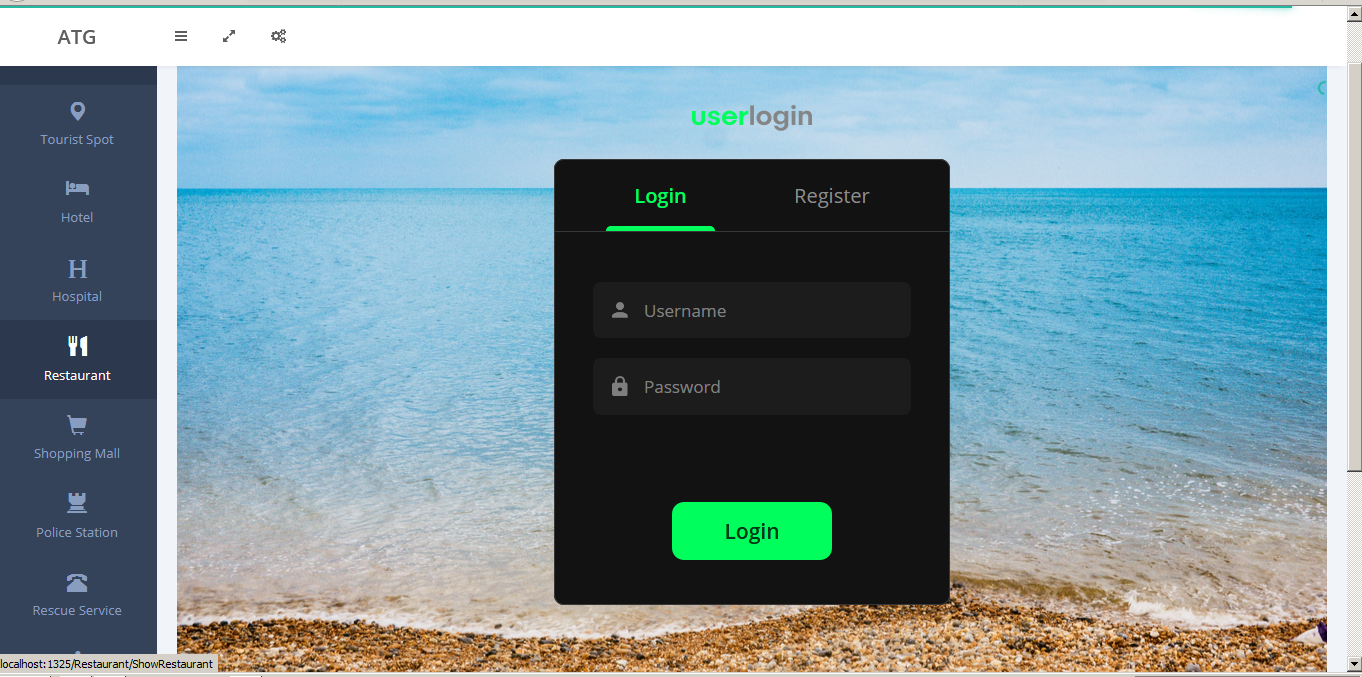 ATG
Tourist Spot
Hotel
H
Hospital
Restaurant
Shopping Mall
Police Station
Rescue Service
userlogin
Login
Register
Username
Password
Login
localhost:1325/Restaurant/ShowRestaurant